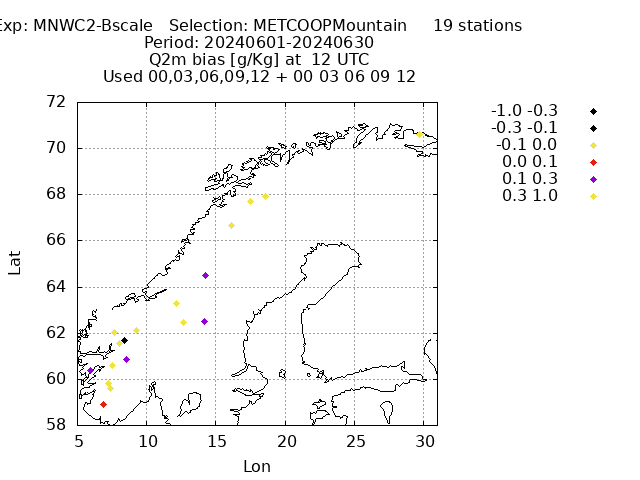 Exp: MNWC2-Bscale   Selection: METCOOPMountain     19 stations
Period: 20240601-20240630
Q2m bias [g/Kg] at  12 UTC
Used 00,03,06,09,12 + 00 03 06 09 12
-1.0 -0.3
-0.3 -0.1
-0.1 0.0
0.0 0.1
0.1 0.3
0.3 1.0
72
70
68
66
64
62
60
58
Lat
5 10 15 20 25 30
Lon